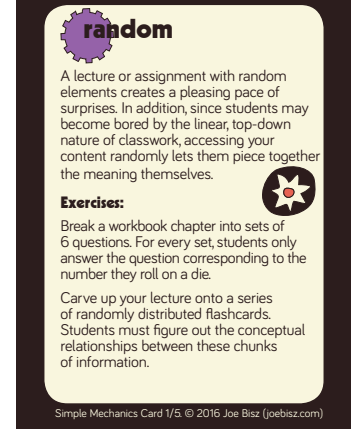 random
A lecture or assignment with random
elements creates a pleasing pace of
surprises. In addition, since students may
become bored by the linear, top-down
nature of classwork, accessing your
content randomly lets them piece together
the meaning themselves.
Exercises:
Break a workbook chapter into sets of
6 questions. For every set, students only
answer the question corresponding to the
number they roll on a die.
Carve up your lecture onto a series
of randomly distributed flashcards.
Students must figure out the conceptual
relationships between these chunks
of information.
Simple Mechanics Card 1/5. © 2016 Joe Bisz (joebisz.com)